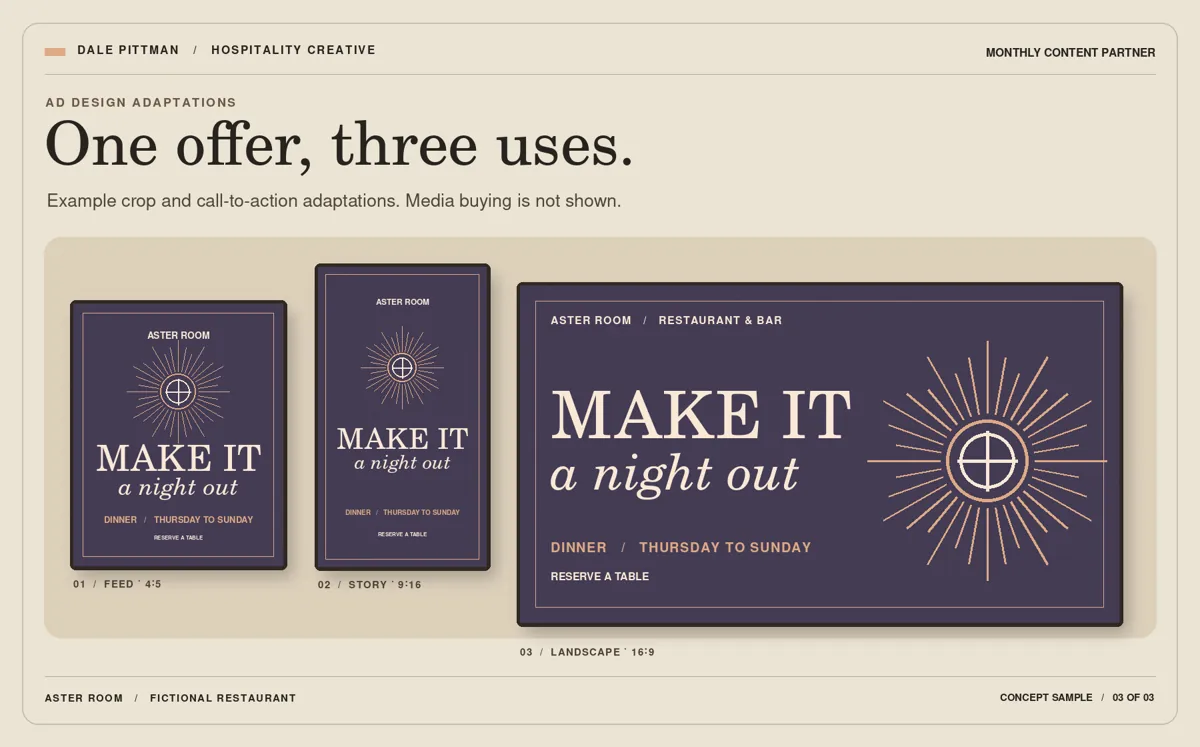 DALE PITTMAN / HOSPITALITY CREATIVE
MONTHLY CONTENT PARTNER
AD DESIGN ADAPTATIONS
One offer, three uses.
Example crop and call-to-action adaptations. Media buying is not shown.
ASTER ROOM
MAKE IT
a night out
DINNER / THURSDAY TO SUNDAY
RESERVE A TABLE
01 / FEED · 4:5
ASTER ROOM
MAKE IT
a night out
DINNER / THURSDAY TO SUNDAY
RESERVE A TABLE
02 / STORY · 9:16
ASTER ROOM / RESTAURANT & BAR
MAKE IT
a night out
DINNER / THURSDAY TO SUNDAY
RESERVE A TABLE
03 / LANDSCAPE · 16:9
ASTER ROOM / FICTIONAL RESTAURANT
CONCEPT SAMPLE / 03 OF 03